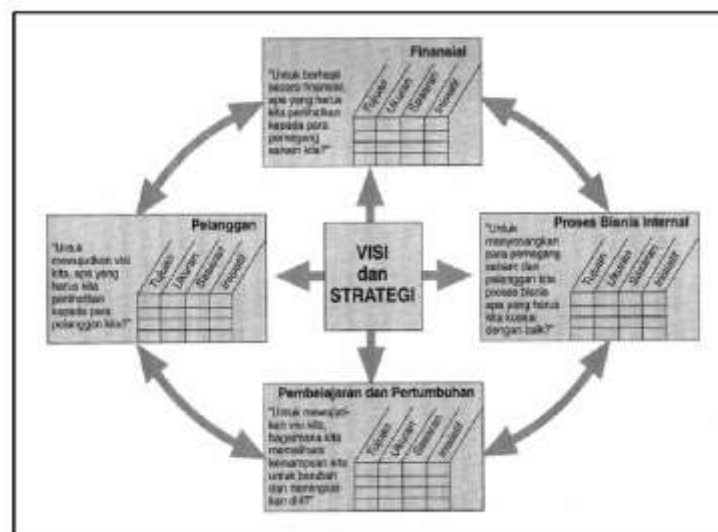 Finansial
"Untuk berhasil
secara finansial,
apa yang harus
kita perlihatkan
kepada para
pemegang
saham kita?"
Tujuan
Ukuran
Sasaran
Inisiatif
Pelanggan
"Untuk
mewujudkan visi
kita, apa yang
harus kita
perlihatkan
kepada para
pelanggan kita?"
Tujuan
Ukuran
Sasaran
Inisiatif
VISI
dan
STRATEGI
Proses Bisnis Internal
"Untuk
menyenangkan
para pemegang
saham dan
pelanggan kita
proses bisnis
apa yang harus
kita kuasai
dengan baik?"
Tujuan
Ukuran
Sasaran
Inisiatif
Pembelajaran dan Pertumbuhan
"Untuk mewujud-
kan visi kita,
bagaimana kita
memelihara
kemampuan kita
untuk berubah
dan meningkat-
kan diri?"
Tujuan
Ukuran
Sasaran
Inisiatif